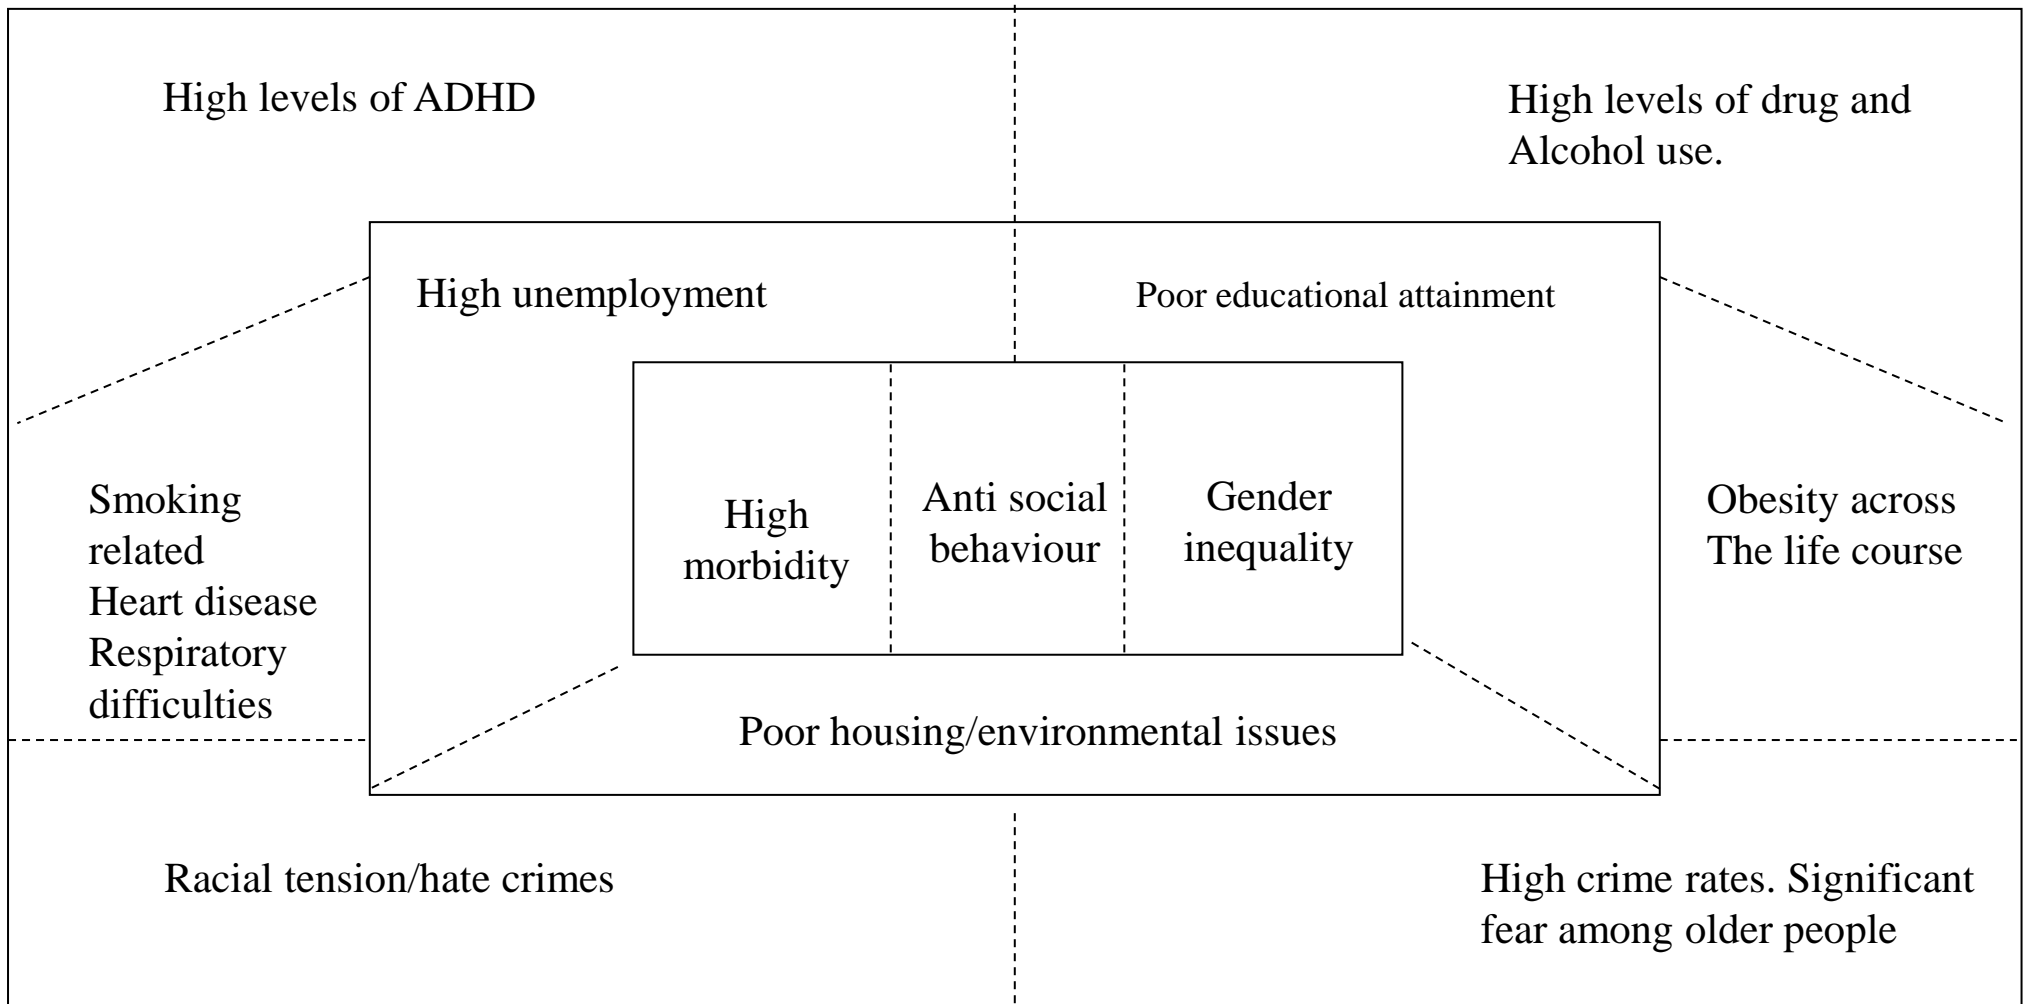 High levels of ADHD
High levels of drug and
Alcohol use.
High unemployment
Poor educational attainment
Smoking
related
Heart disease
Respiratory
difficulties
High
morbidity
Anti social
behaviour
Gender
inequality
Obesity across
The life course
Poor housing/environmental issues
Racial tension/hate crimes
High crime rates. Significant
fear among older people